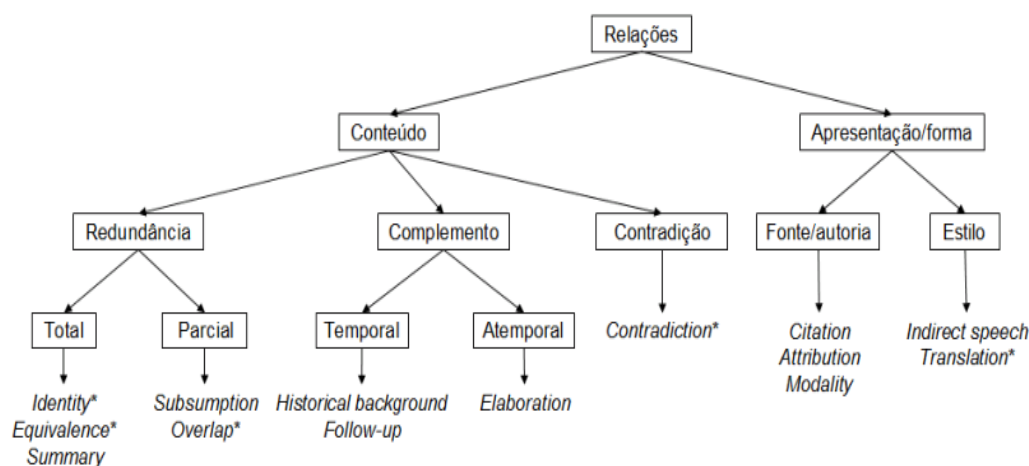 Relações
Conteúdo
Apresentação/forma
Redundância
Complemento
Contradição
Fonte/autoria
Estilo
Total
Parcial
Temporal
Atemporal
Contradiction*
Citation
Attribution
Modality
Indirect speech
Translation*
Identity*
Equivalence*
Summary
Subsumption
Overlap*
Historical background
Follow-up
Elaboration